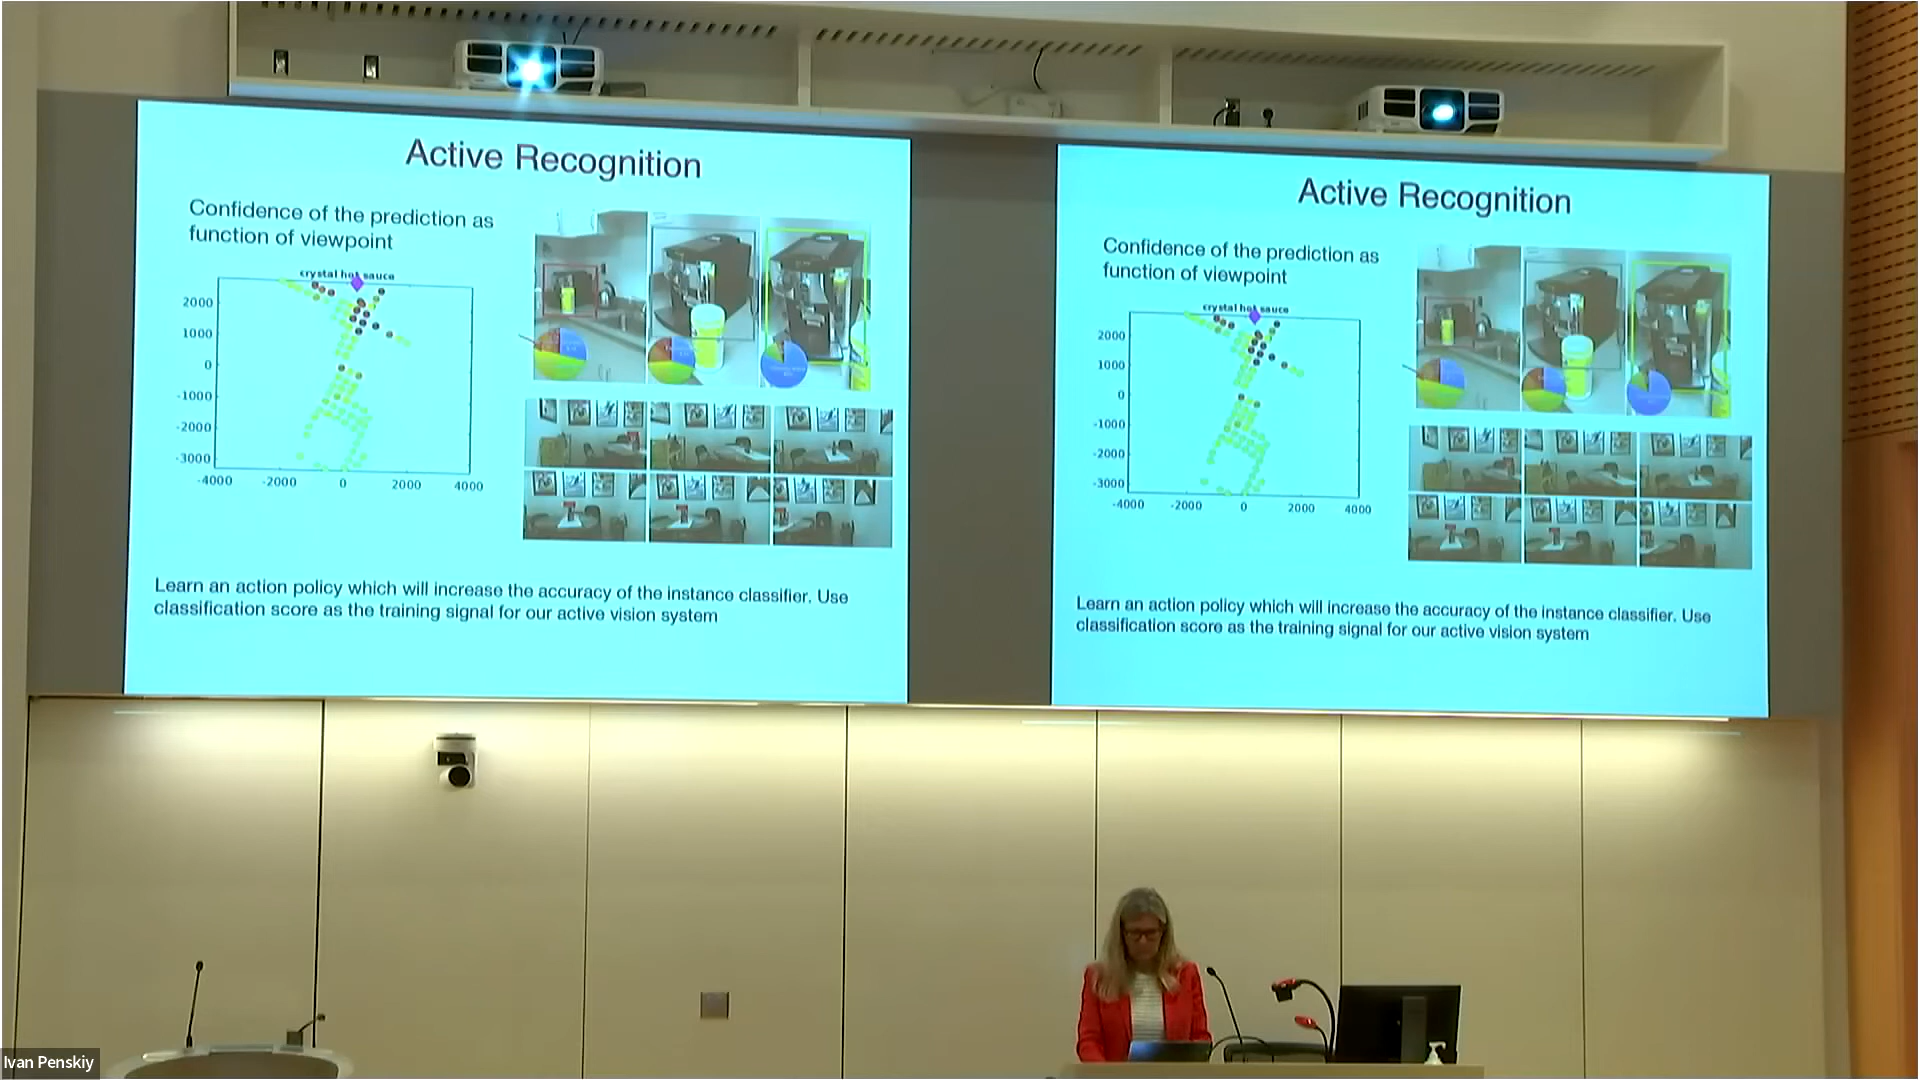 Active Recognition
Confidence of the prediction as
function of viewpoint
crystal hot sauce
2000
1000
0
-1000
-2000
-3000
-4000 -2000 0 2000 4000
Learn an action policy which will increase the accuracy of the instance classifier. Use
classification score as the training signal for our active vision system
Active Recognition
Confidence of the prediction as
function of viewpoint
crystal hot sauce
2000
1000
0
-1000
-2000
-3000
-4000 -2000 0 2000 4000
Learn an action policy which will increase the accuracy of the instance classifier. Use
classification score as the training signal for our active vision system
Ivan Penskiy